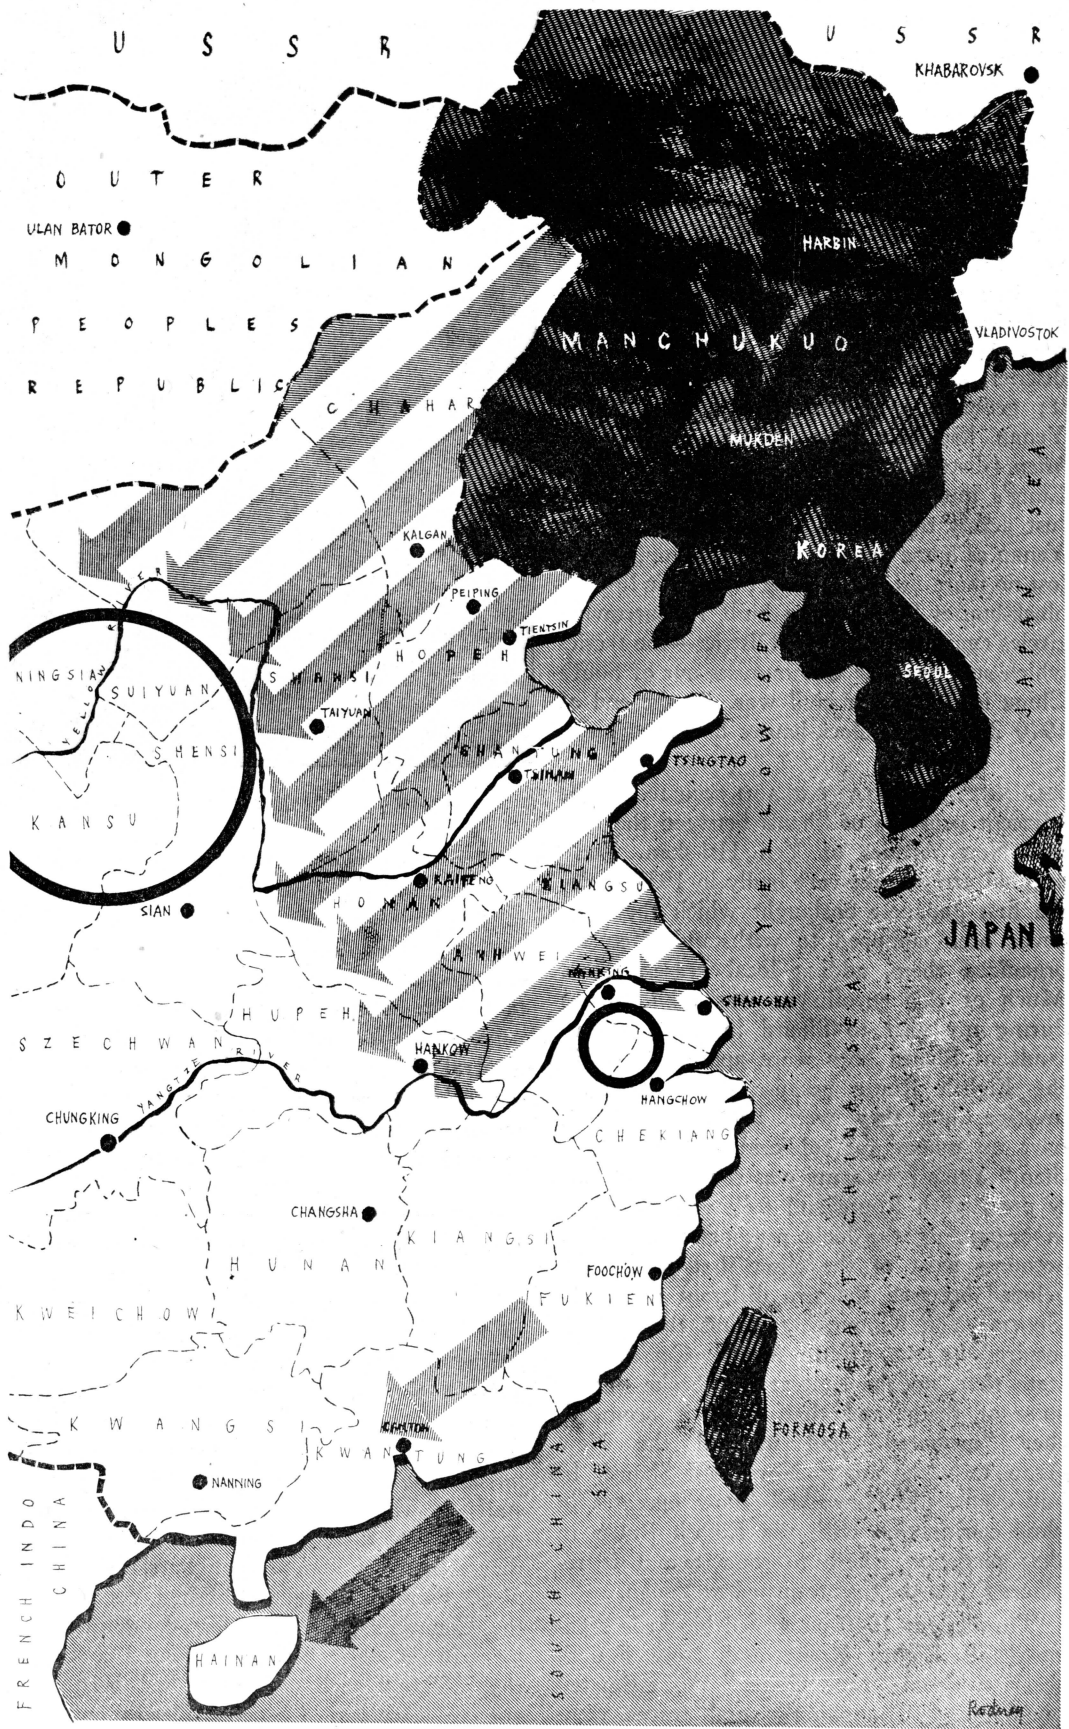 U S S R
U S S R
KHABAROVSK
OUTER
ULAN BATOR
MONGOLIAN
HARBIN
PEOPLES
MANCHUKUO
VLADIVOSTOK
REPUBLIC
CHAHAR
MUKDEN
JAPAN SEA
KALGAN
KOREA
YELLOW RIVER
PEIPING
TIENTSIN
HOPEH
NINGSIA
SUIYUAN
SHANSI
SEOUL
TAIYUAN
SHENSI
SHANTUNG
TSINAN
TSINGTAO
YELLOW SEA
KANSU
KAIFENG
KIANGSU
HONAN
SIAN
JAPAN
ANHWEI
NANKING
SHANGHAI
HUPEH
SZECHWAN
HANKOW
YANGTZE RIVER
HANGCHOW
CHUNGKING
CHEKIANG
EAST CHINA SEA
CHANGSHA
KIANGSI
HUNAN
FOOCHOW
FUKIEN
KWEICHOW
KWANGSI
CANTON
FORMOSA
KWANTUNG
NANNING
FRENCH INDO
CHINA
SOUTH CHINA
SEA
HAINAN
Rodney